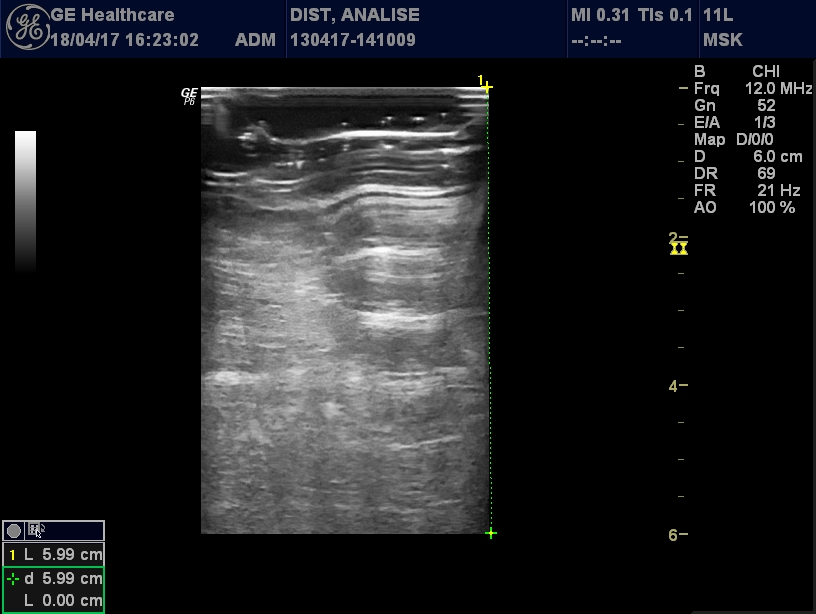 GE Healthcare
18/04/17 16:23:02 ADM
DIST, ANALISE
130417-141009
MI 0.31 TIs 0.1
--:--:--
11L
MSK
GE
P6
1
B CHI
Frq 12.0 MHz
Gn 52
E/A 1/3
Map D/0/0
D 6.0 cm
DR 69
FR 21 Hz
AO 100 %
2
4
6
1 L 5.99 cm
d 5.99 cm
L 0.00 cm